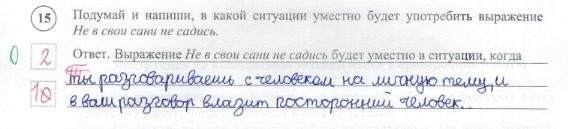 15 Подумай и напиши, в какой ситуации уместно будет употребить выражение
Не в свои сани не садись.
0 2 Ответ. Выражение Не в свои сани не садись будет уместно в ситуации, когда
ты разговариваешь с человеком на личную тему, и
10 в ваш разговор влазит посторонний человек.